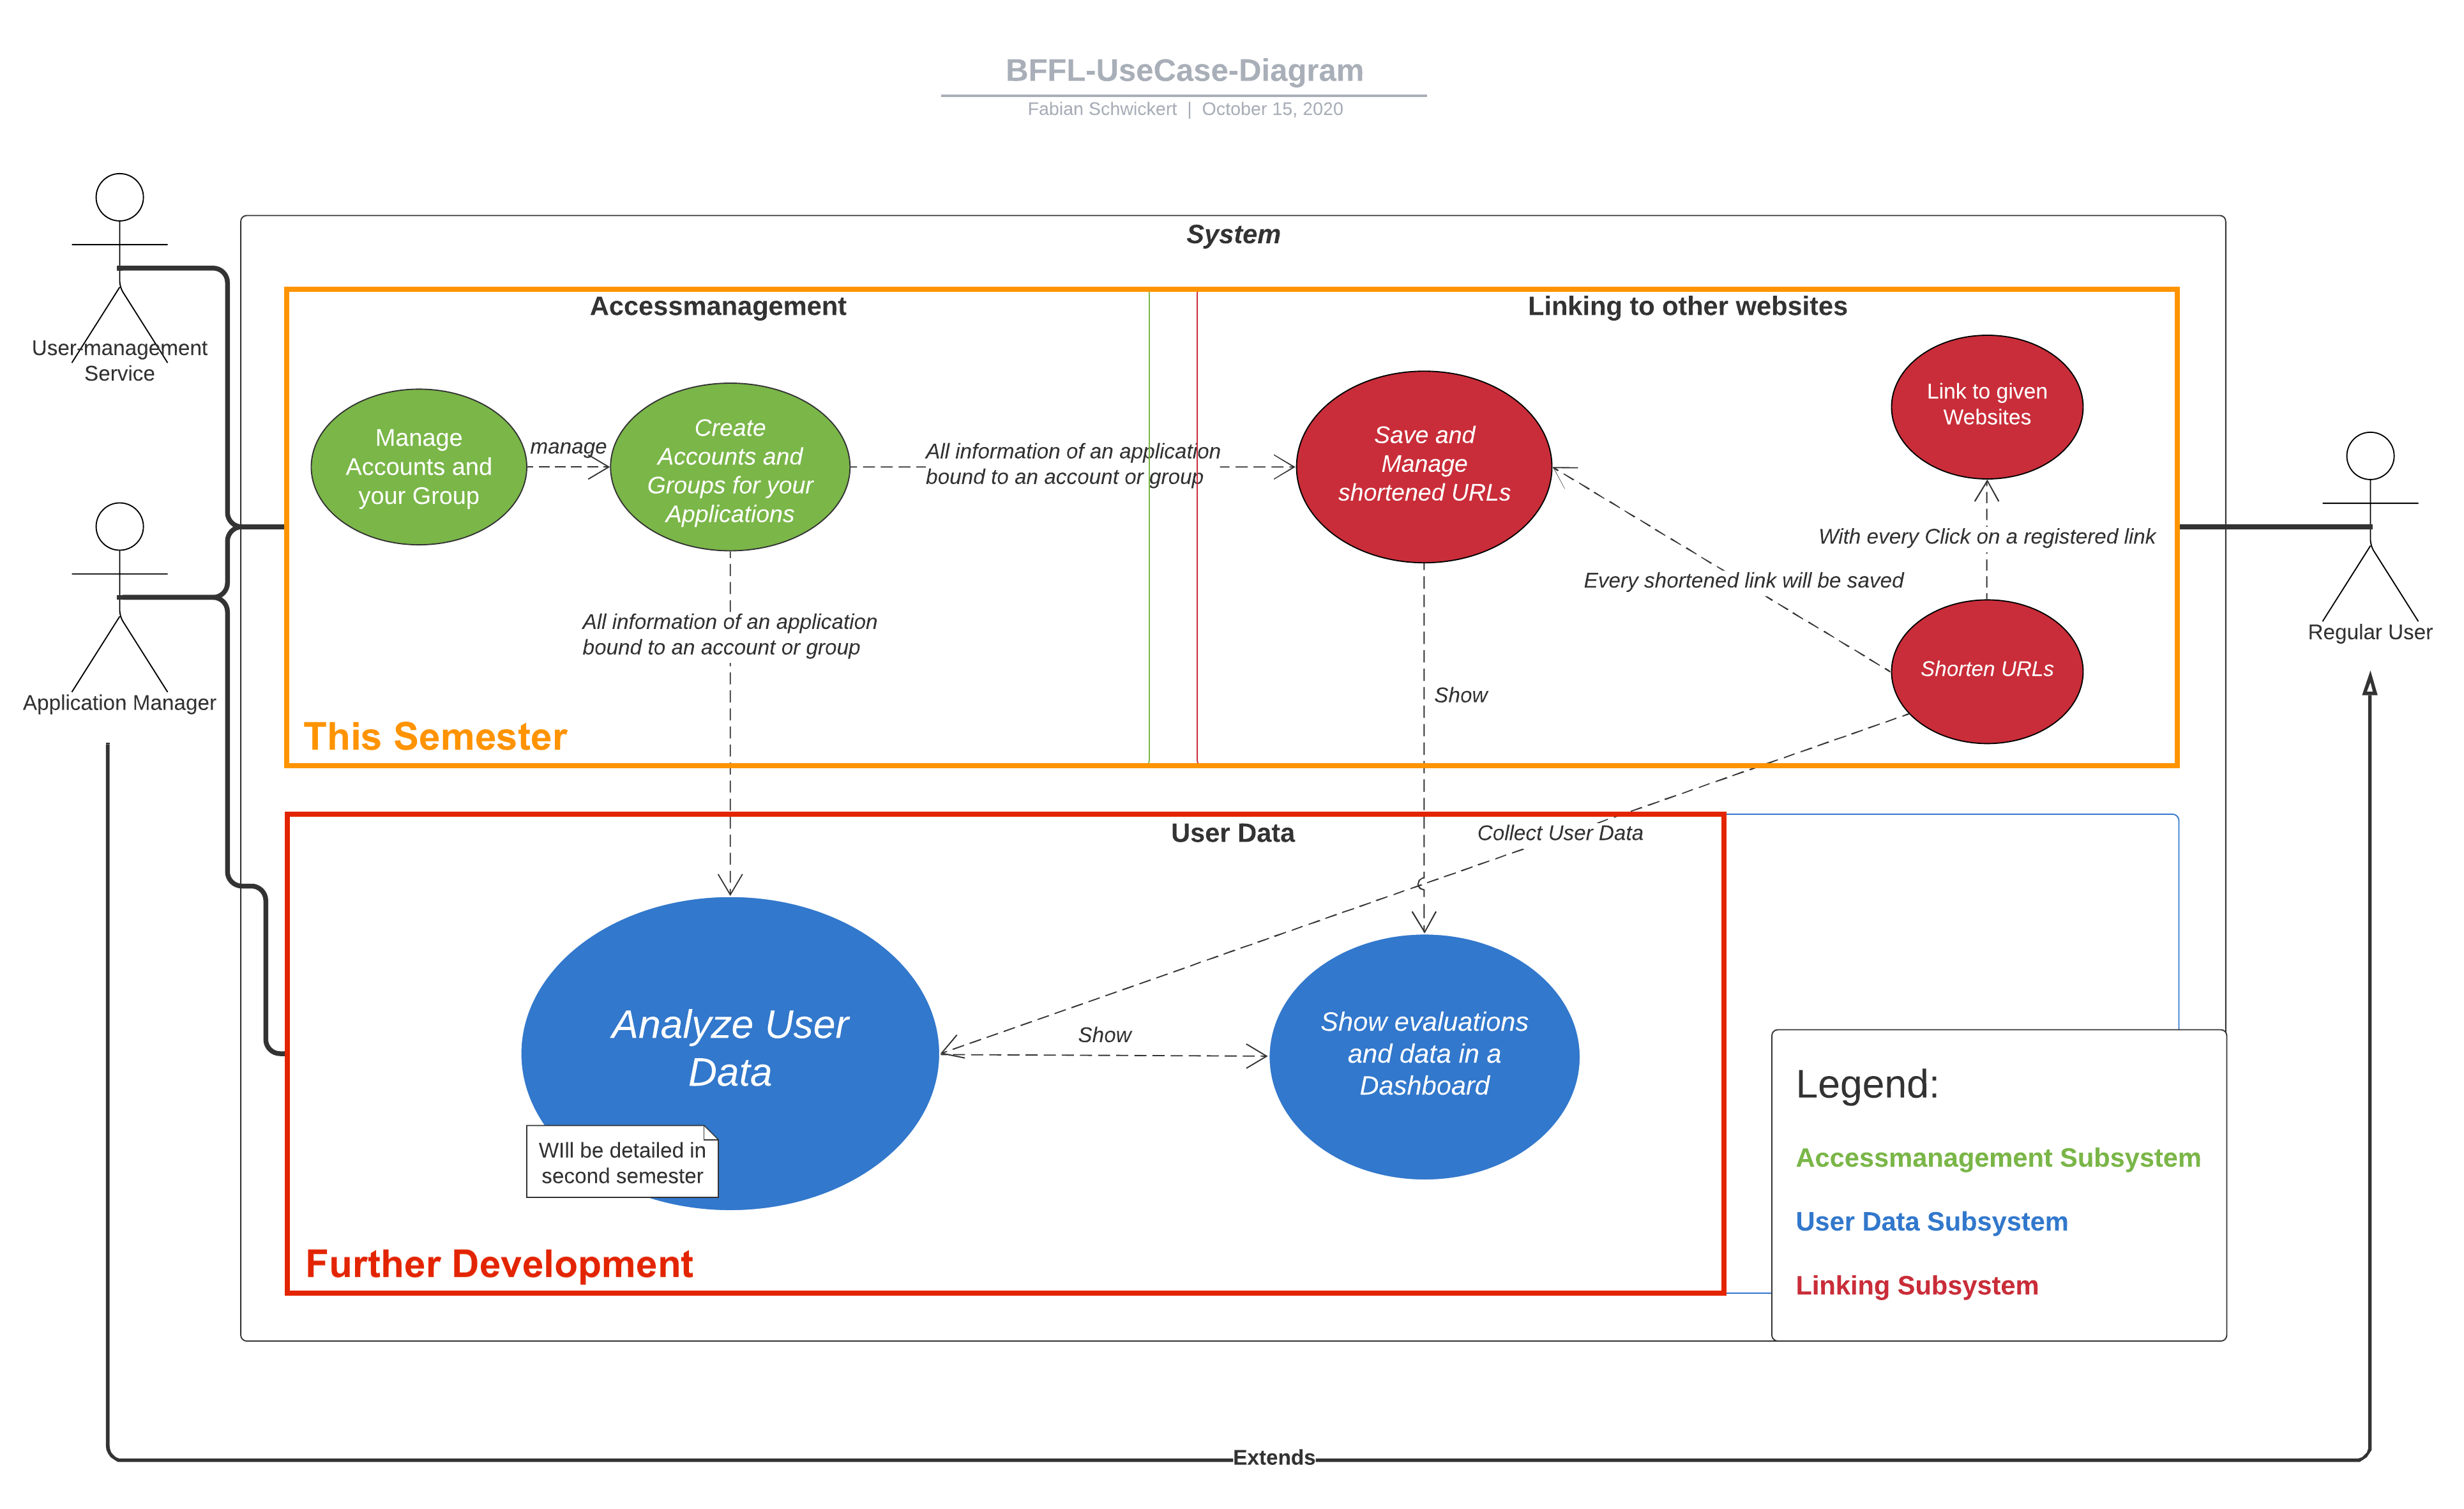 BFFL-UseCase-Diagram
Fabian Schwickert | October 15, 2020
System
User-management
Service
Application Manager
Regular User
Accessmanagement
Manage
Accounts and
your Group
manage
Create
Accounts and
Groups for your
Applications
All information of an application
bound to an account or group
All information of an application
bound to an account or group
This Semester
Linking to other websites
Save and
Manage
shortened URLs
Link to given
Websites
With every Click on a registered link
Every shortened link will be saved
Shorten URLs
Show
User Data
Collect User Data
Analyze User
Data
WIll be detailed in
second semester
Show
Show evaluations
and data in a
Dashboard
Further Development
Legend:
Accessmanagement Subsystem
User Data Subsystem
Linking Subsystem
Extends